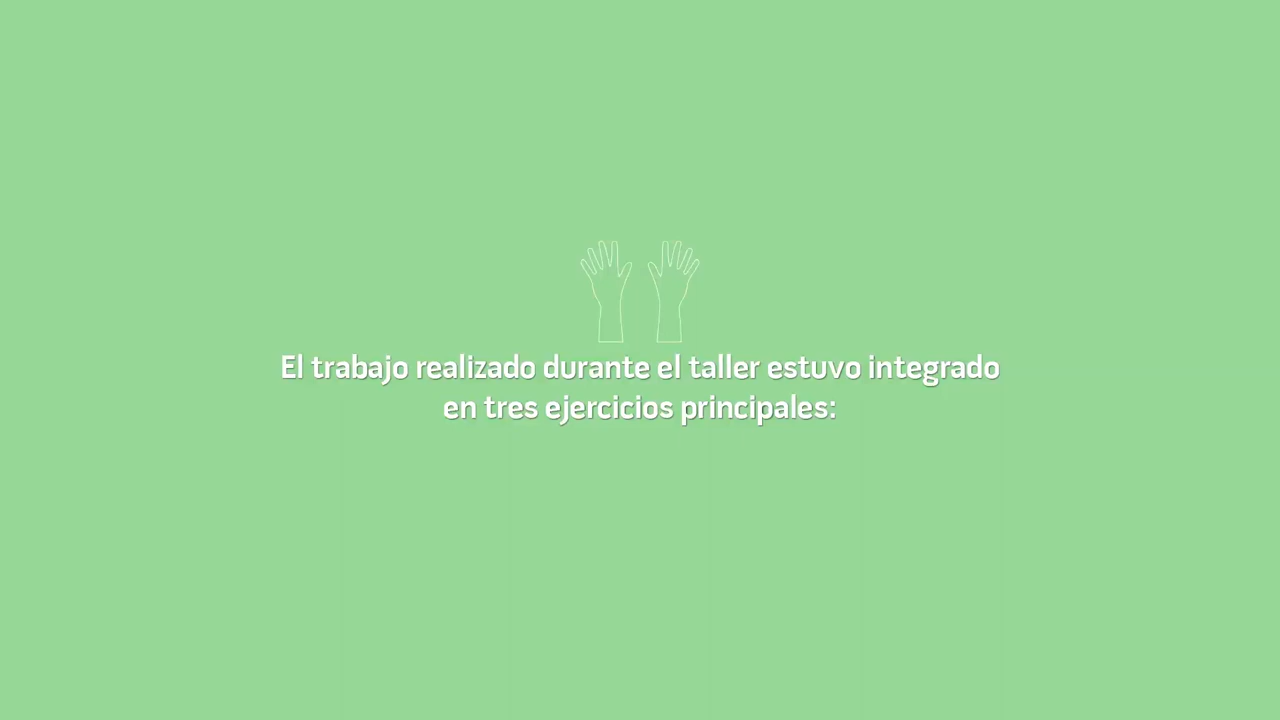 El trabajo realizado durante el taller estuvo integrado
en tres ejercicios principales: